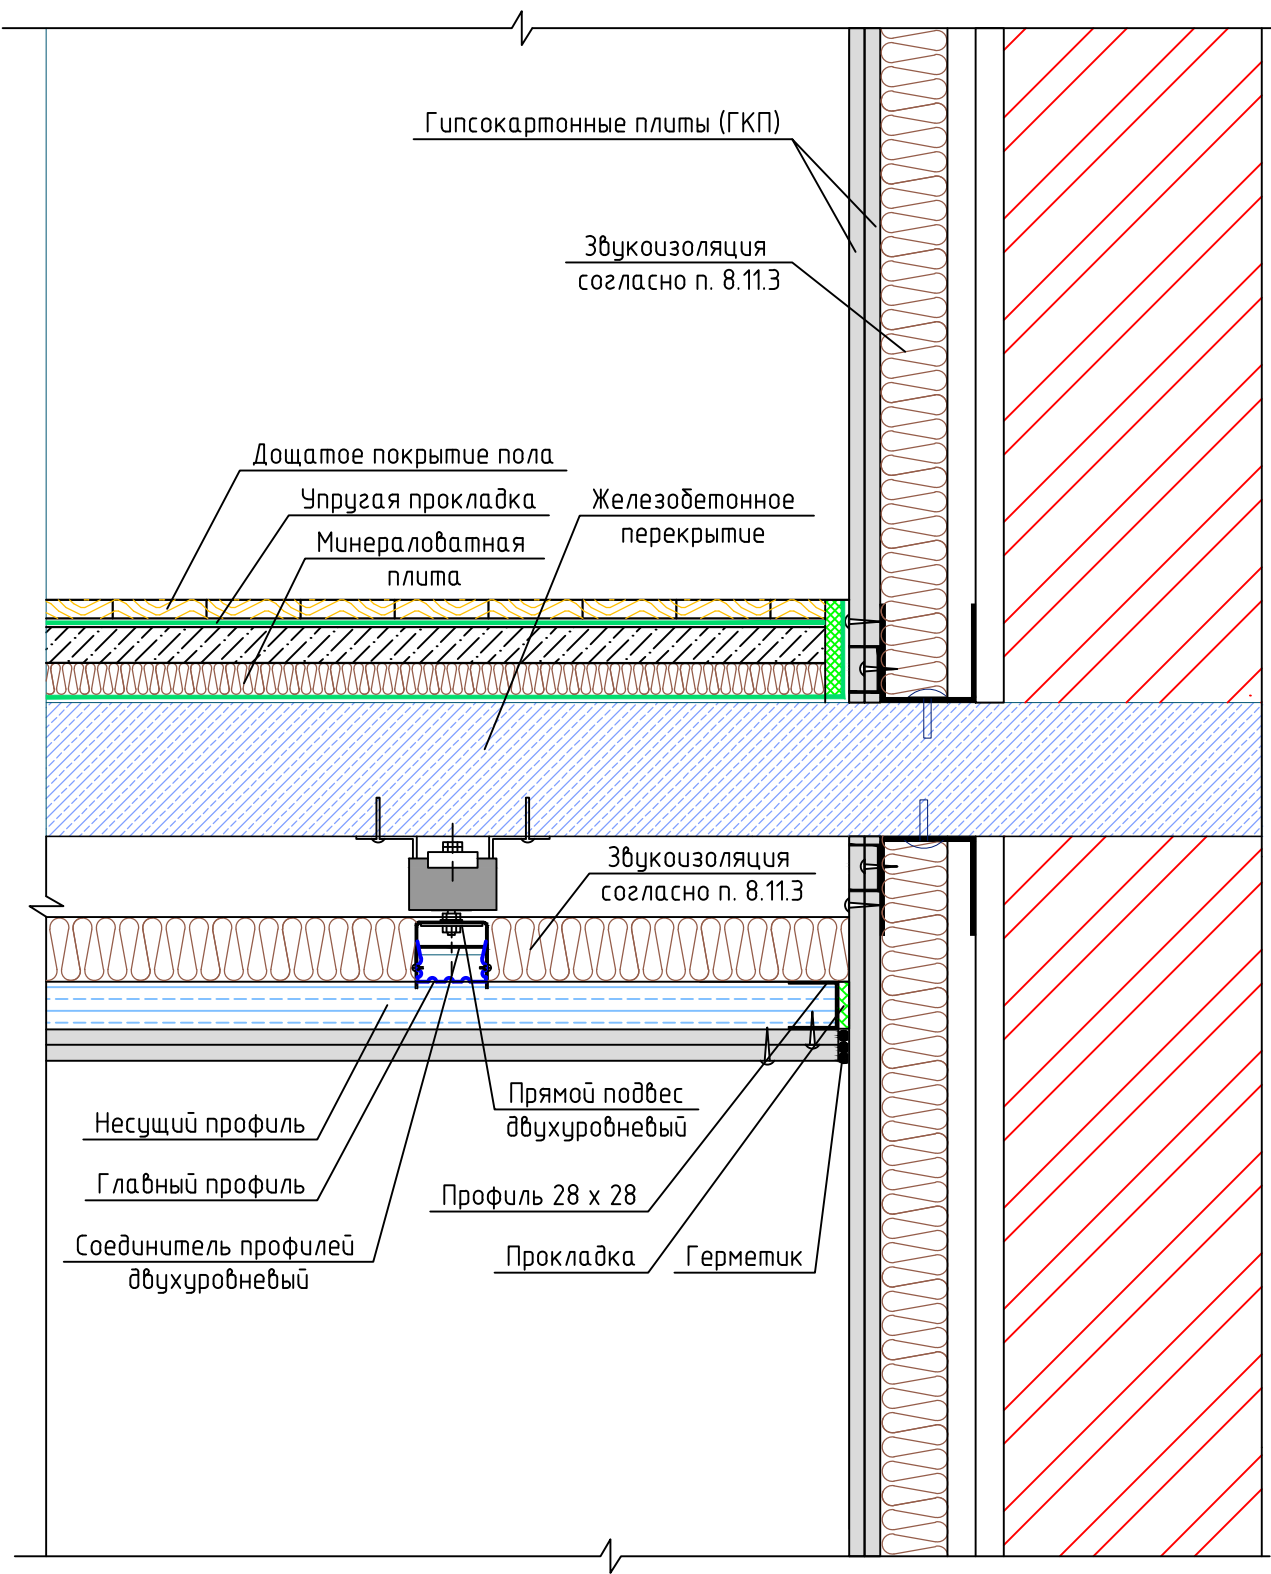 Гипсокартонные плиты (ГКП)
Звукоизоляция
согласно п. 8.11.3
Дощатое покрытие пола
Упругая прокладка
Железобетонное
перекрытие
Минераловатная
плита
Звукоизоляция
согласно п. 8.11.3
Прямой подвес
двухуровневый
Несущий профиль
Главный профиль
Профиль 28 х 28
Соединитель профилей
двухуровневый
Прокладка
Герметик